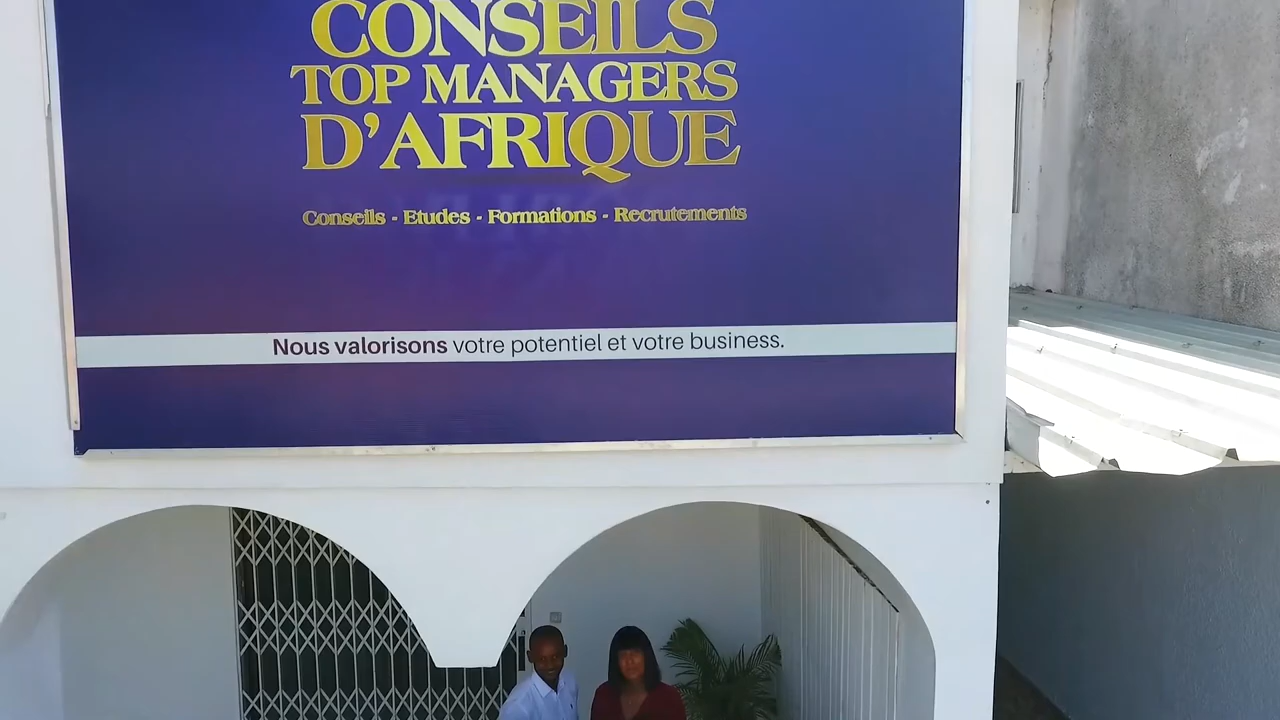 CONSEILS
TOP MANAGERS
D'AFRIQUE
Conseils - Etudes - Formations - Recrutements
Nous valorisons votre potentiel et votre business.